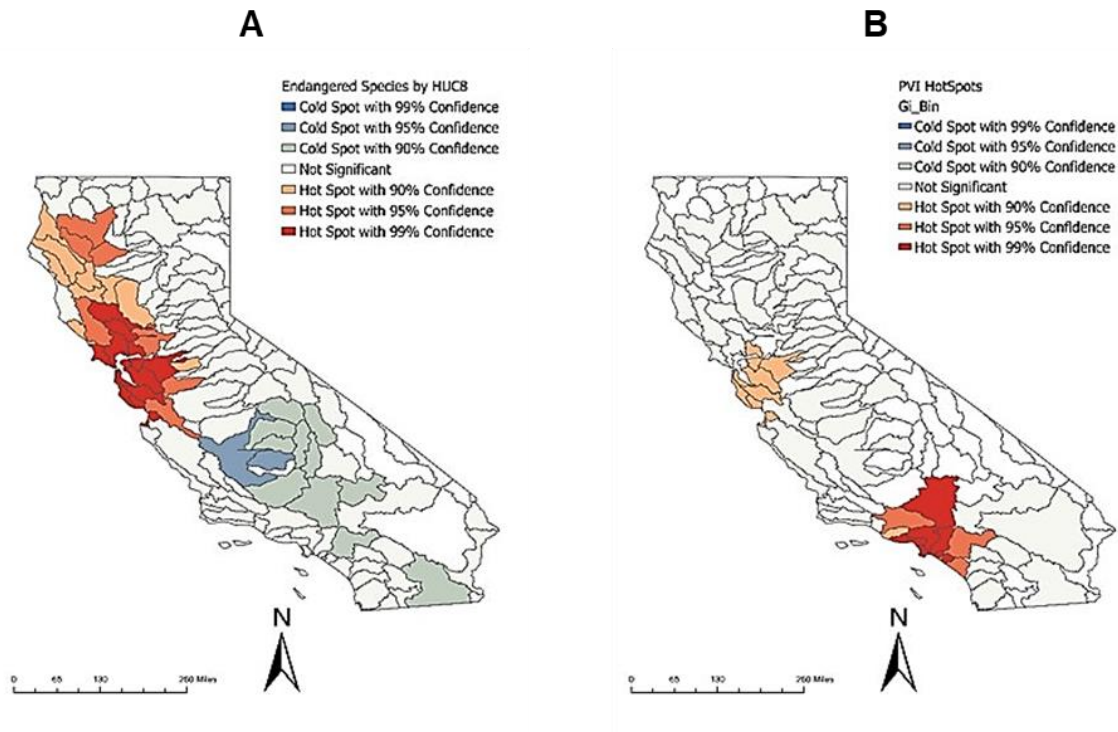 A
Endangered Species by HUC8
Cold Spot with 99% Confidence
Cold Spot with 95% Confidence
Cold Spot with 90% Confidence
Not Significant
Hot Spot with 90% Confidence
Hot Spot with 95% Confidence
Hot Spot with 99% Confidence
N
0 65 130 260 Miles
B
PVI HotSpots
Gi_Bin
Cold Spot with 99% Confidence
Cold Spot with 95% Confidence
Cold Spot with 90% Confidence
Not Significant
Hot Spot with 90% Confidence
Hot Spot with 95% Confidence
Hot Spot with 99% Confidence
N
0 65 130 260 Miles